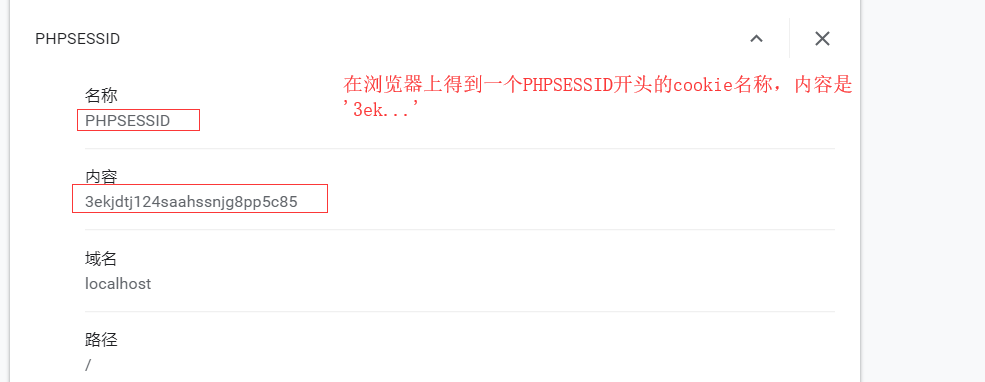 PHPSESSID
在浏览器上得到一个PHPSESSID开头的cookie名称，内容是
'3ek...'
名称
PHPSESSID
内容
3ekjdtj124saahssnjg8pp5c85
域名
localhost
路径
/